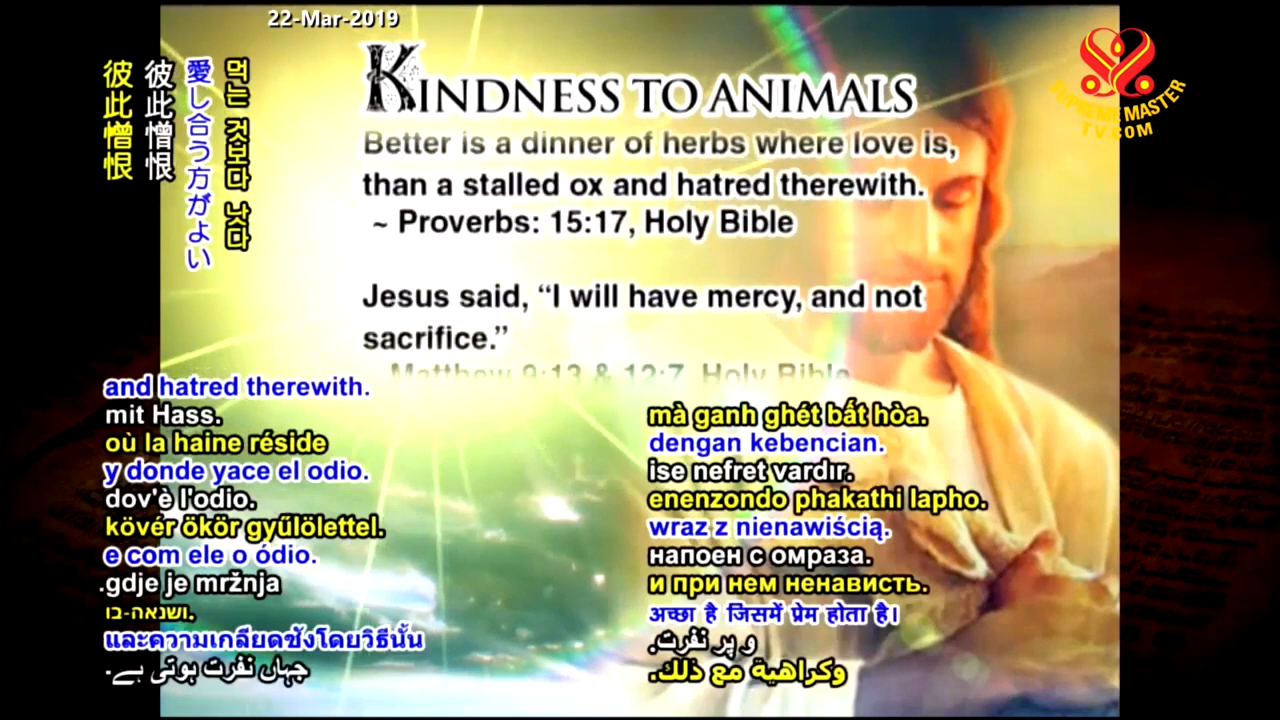 22-Mar-2019
SUPREME MASTER
TV.COM
KINDNESS TO ANIMALS
Better is a dinner of herbs where love is,
than a stalled ox and hatred therewith.
~ Proverbs: 15:17, Holy Bible
Jesus said, “I will have mercy, and not
sacrifice.”
Matthew 9:13 & 12:7, Holy Bible
먹는 것보다 낫다
愛し合う方がよい
彼此憎恨
彼此憎恨
and hatred therewith.
mit Hass.
où la haine réside
y donde yace el odio.
dov'è l'odio.
kövér ökör gyűlölettel.
e com ele o ódio.
.gdje je mržnja
ושנאה-בו.
และความเกลียดชังโดยวิธีนั้น
جہاں نفرت ہوتی ہے۔
mà ganh ghét bất hòa.
dengan kebencian.
ise nefret vardır.
enenzondo phakathi lapho.
wraz z nienawiścią.
напоен с омраза.
и при нем ненависть.
अच्छा है जिसमें प्रेम होता है।
و پر نفرت.
وكراهية مع ذلك.